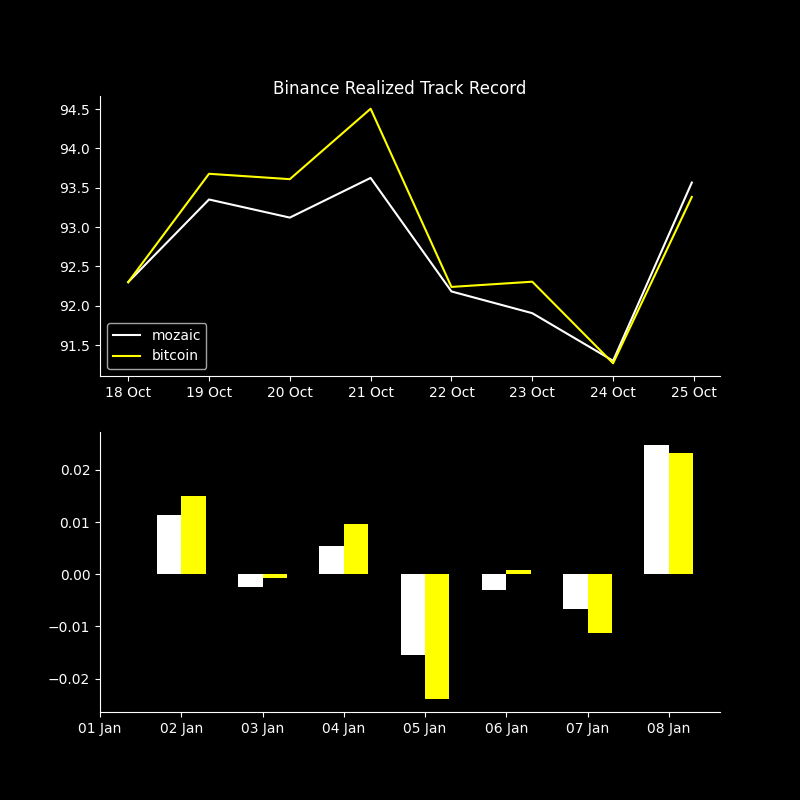 Binance Realized Track Record
94.5
94.0
93.5
93.0
92.5
92.0
91.5
mozaic
bitcoin
18 Oct 19 Oct 20 Oct 21 Oct 22 Oct 23 Oct 24 Oct 25 Oct
0.02
0.01
0.00
−0.01
−0.02
01 Jan 02 Jan 03 Jan 04 Jan 05 Jan 06 Jan 07 Jan 08 Jan